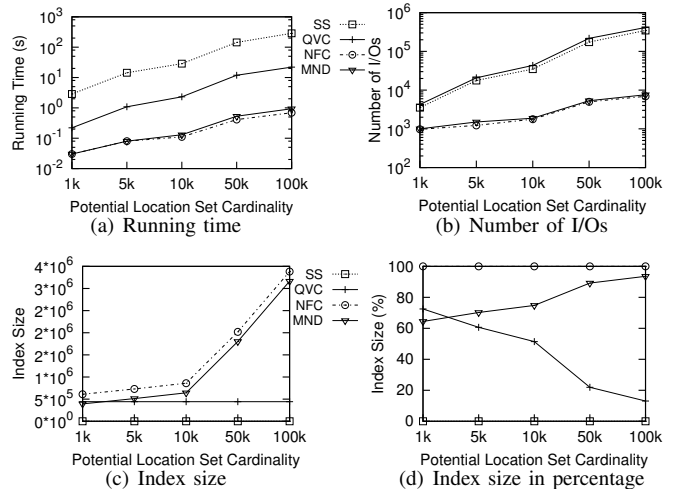 10^3
10^2
10^1
10^0
10^-1
10^-2
Running Time (s)
1k 5k 10k 50k 100k
Potential Location Set Cardinality
(a) Running time
SS
QVC
NFC
MND
10^6
10^5
10^4
10^3
10^2
Number of I/Os
1k 5k 10k 50k 100k
Potential Location Set Cardinality
(b) Number of I/Os
4*10^6
3*10^6
2*10^6
2*10^6
2*10^6
1*10^6
5*10^5
0*10^0
Index Size
1k 5k 10k 50k 100k
Potential Location Set Cardinality
(c) Index size
SS
QVC
NFC
MND
100
80
60
40
20
0
Index Size (%)
1k 5k 10k 50k 100k
Potential Location Set Cardinality
(d) Index size in percentage